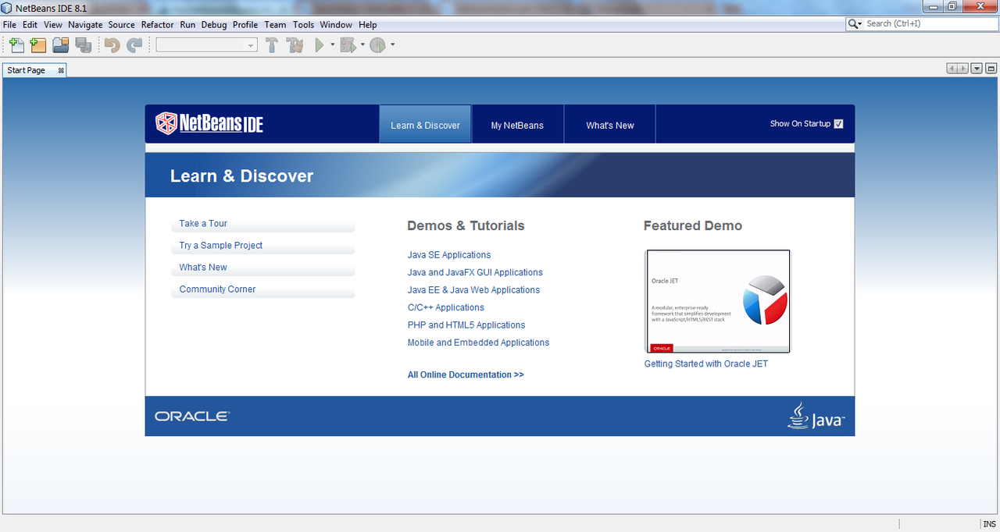 NetBeans IDE 8.1
File Edit View Navigate Source Refactor Run Debug Profile Team Tools Window Help
Search (Ctrl+I)
Start Page
NetBeans IDE
Learn & Discover
My NetBeans
What's New
Show On Startup
Learn & Discover
Take a Tour
Try a Sample Project
What's New
Community Corner
Demos & Tutorials
Java SE Applications
Java and JavaFX GUI Applications
Java EE & Java Web Applications
C/C++ Applications
PHP and HTML5 Applications
Mobile and Embedded Applications
All Online Documentation >>
Featured Demo
Oracle JET
A modular, enterprise-ready
framework that simplifies development
with a JavaScript/HTML5/REST stack
ORACLE
Getting Started with Oracle JET
ORACLE
Java™
INS